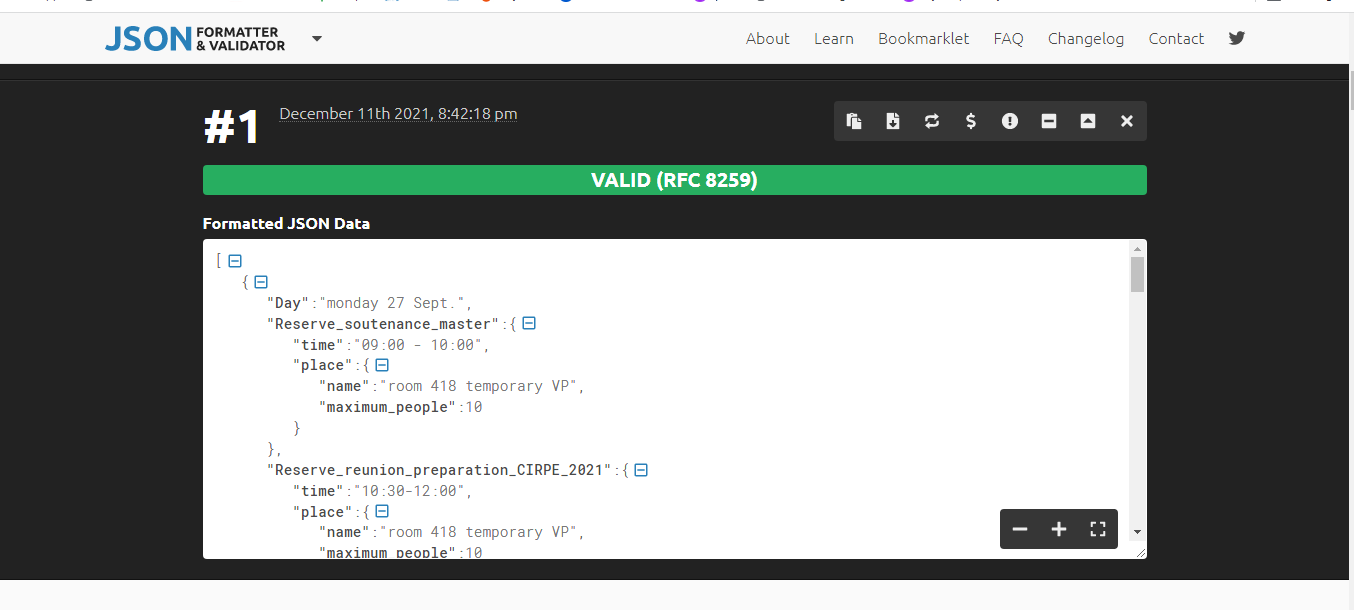 JSON FORMATTER & VALIDATOR
About Learn Bookmarklet FAQ Changelog Contact
#1 December 11th 2021, 8:42:18 pm
VALID (RFC 8259)
Formatted JSON Data
[
{
"Day":"monday 27 Sept.",
"Reserve_soutenance_master":{
"time":"09:00 - 10:00",
"place":{
"name":"room 418 temporary VP",
"maximum_people":10
}
},
"Reserve_reunion_preparation_CIRPE_2021":{
"time":"10:30-12:00",
"place":{
"name":"room 418 temporary VP",
"maximum_people":10